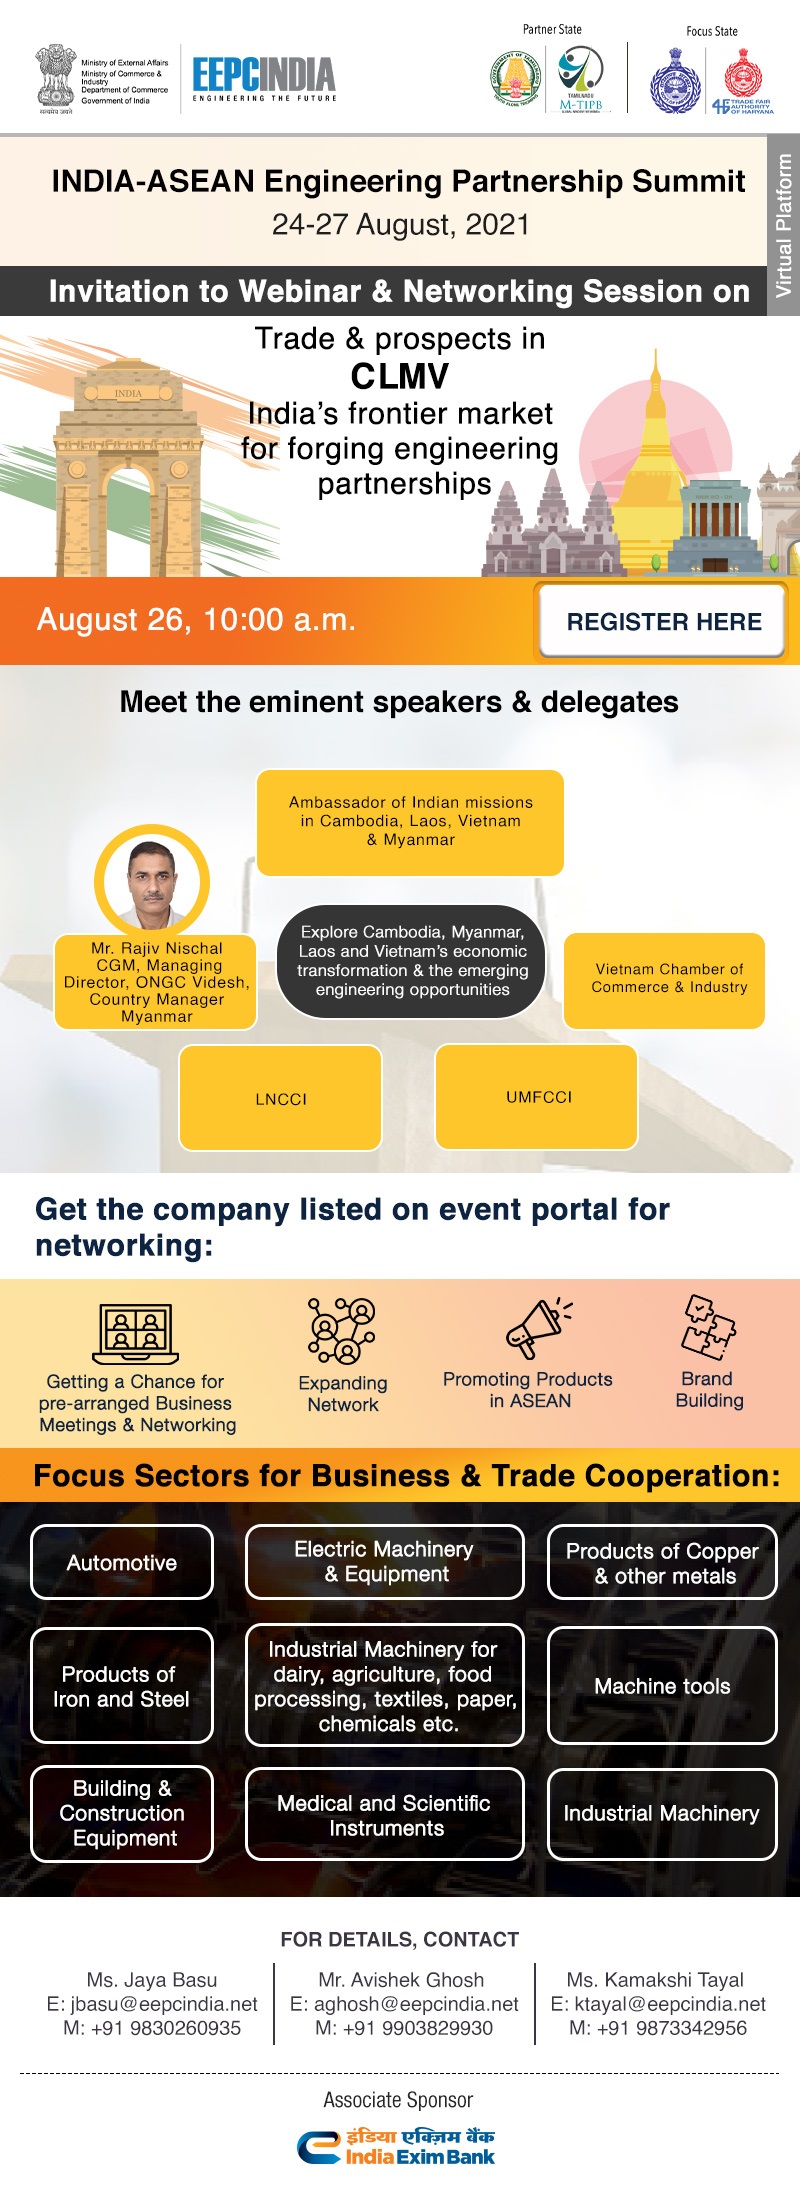 Partner State
Focus State
Ministry of External Affairs
Ministry of Commerce &
Industry
Department of Commerce
Government of India
सत्यमेव जयते
EEPCINDIA
ENGINEERING THE FUTURE
TAMILNADU
M-TIPB
TRADE FAIR
AUTHORITY
OF HARYANA
INDIA-ASEAN Engineering Partnership Summit
24-27 August, 2021
Virtual Platform
Invitation to Webinar & Networking Session on
Trade & prospects in
CLMV
India's frontier market
for forging engineering
partnerships
INDIA
August 26, 10:00 a.m.
REGISTER HERE
Meet the eminent speakers & delegates
Ambassador of Indian missions
in Cambodia, Laos, Vietnam
& Myanmar
Mr. Rajiv Nischal
CGM, Managing
Director, ONGC Videsh,
Country Manager
Myanmar
Explore Cambodia, Myanmar,
Laos and Vietnam's economic
transformation & the emerging
engineering opportunities
Vietnam Chamber of
Commerce & Industry
LNCCI
UMFCCI
Get the company listed on event portal for
networking:
Getting a Chance for
pre-arranged Business
Meetings & Networking
Expanding
Network
Promoting Products
in ASEAN
Brand
Building
Focus Sectors for Business & Trade Cooperation:
Automotive
Electric Machinery
& Equipment
Products of Copper
& other metals
Products of
Iron and Steel
Industrial Machinery for
dairy, agriculture, food
processing, textiles, paper,
chemicals etc.
Machine tools
Building &
Construction
Equipment
Medical and Scientific
Instruments
Industrial Machinery
FOR DETAILS, CONTACT
Ms. Jaya Basu
E: jbasu@eepcindia.net
M: +91 9830260935
Mr. Avishek Ghosh
E: aghosh@eepcindia.net
M: +91 9903829930
Ms. Kamakshi Tayal
E: ktayal@eepcindia.net
M: +91 9873342956
Associate Sponsor
इंडिया एक्ज़िम बैंक
India Exim Bank